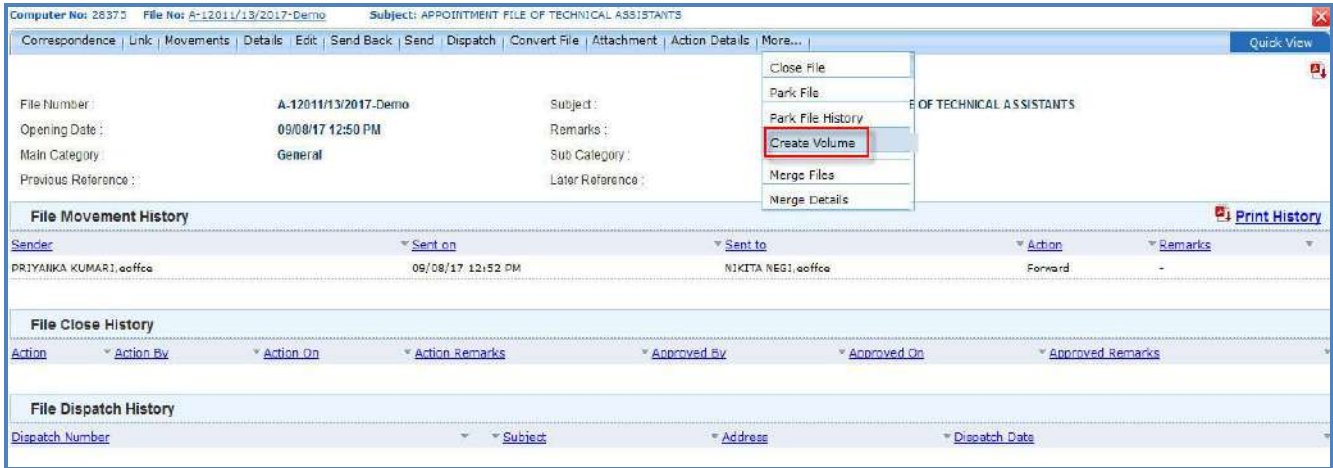 Computer No: 28375 File No: A-12011/13/2017-Demo Subject: APPOINTMENT FILE OF TECHNICAL ASSISTANTS
Correspondence | Link | Movements | Details | Edit | Send Back | Send | Dispatch | Convert File | Attachment | Action Details | More... | Quick View
Close File
Park File
File Number : A-12011/13/2017-Demo Subject : E OF TECHNICAL ASSISTANTS
Park File History
Opening Date : 09/08/17 12:50 PM Remarks :
Create Volume
Main Category : General Sub Category :
Merge Files
Previous Reference : Later Reference :
Merge Details
File Movement History Print History
Sender Sent on Sent to Action Remarks
PRIYANKA KUMARI,eoffce 09/08/17 12:52 PM NIKITA NEGI,eoffce Forward -
File Close History
Action Action By Action On Action Remarks Approved By Approved On Approved Remarks
File Dispatch History
Dispatch Number Subject Address Dispatch Date